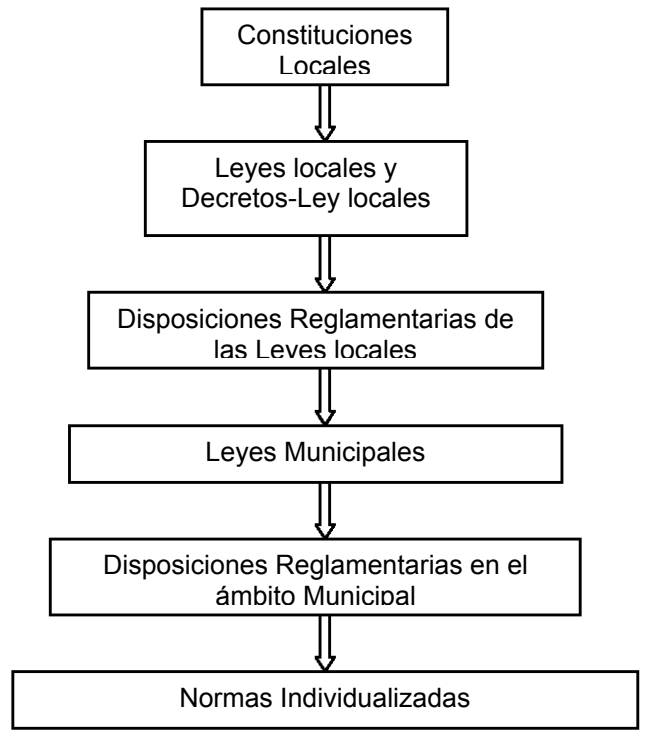 Constituciones
Locales
Leyes locales y
Decretos-Ley locales
Disposiciones Reglamentarias de
las Leyes locales
Leyes Municipales
Disposiciones Reglamentarias en el
ámbito Municipal
Normas Individualizadas